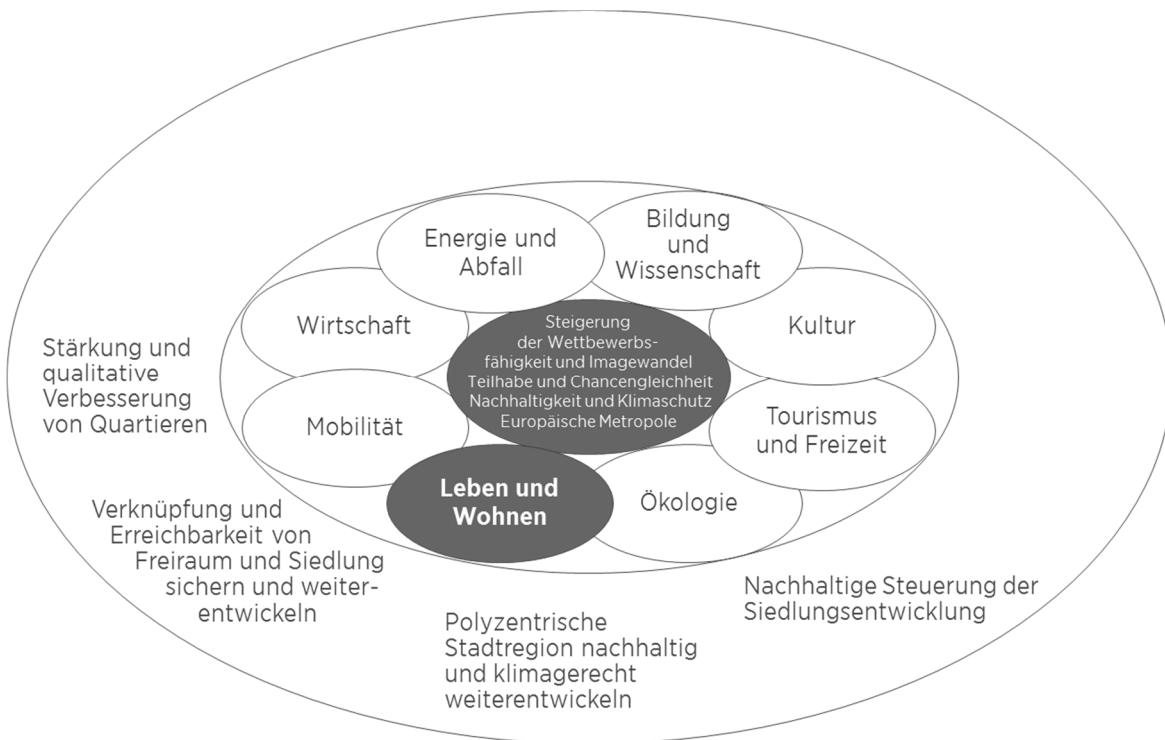 Energie und
Abfall
Bildung
und
Wissenschaft
Wirtschaft
Kultur
Steigerung
der Wettbewerbs-
fähigkeit und Imagewandel
Teilhabe und Chancengleichheit
Nachhaltigkeit und Klimaschutz
Europäische Metropole
Stärkung und
qualitative
Verbesserung
von Quartieren
Mobilität
Tourismus
und Freizeit
Leben und
Wohnen
Ökologie
Verknüpfung und
Erreichbarkeit von
Freiraum und Siedlung
sichern und weiter-
entwickeln
Polyzentrische
Stadtregion nachhaltig
und klimagerecht
weiterentwickeln
Nachhaltige Steuerung der
Siedlungsentwicklung